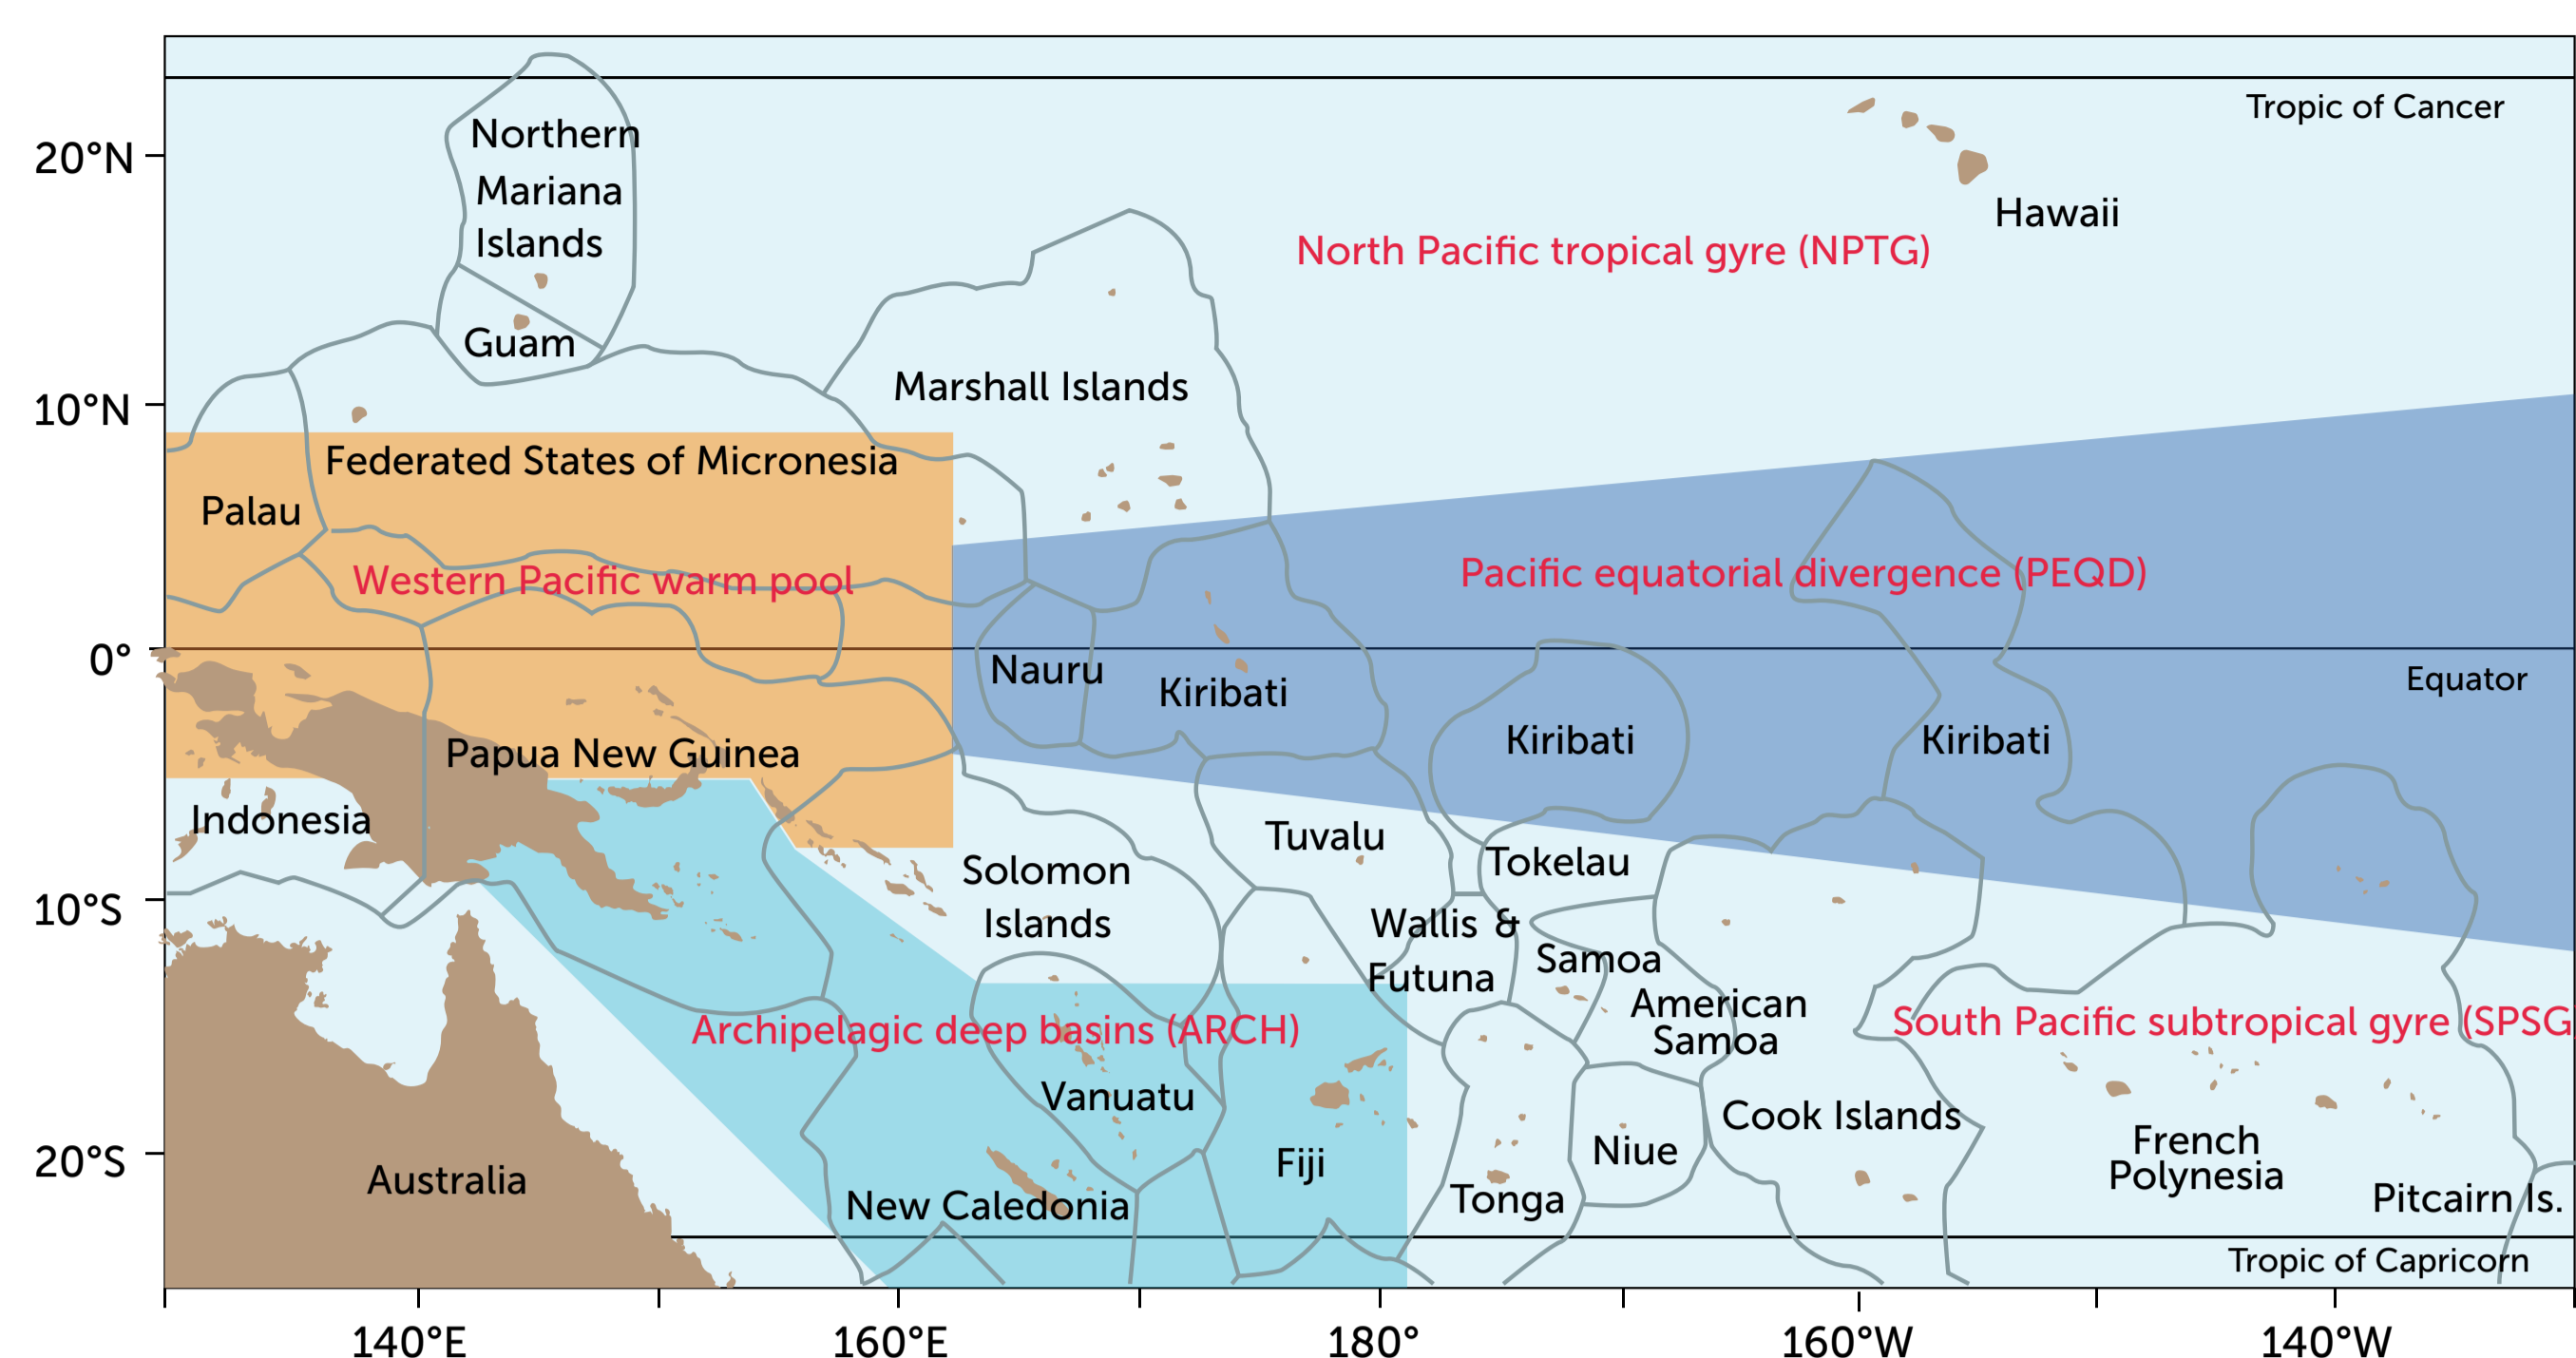 Tropic of Cancer
20°N
Northern
Mariana
Islands
Hawaii
North Pacific tropical gyre (NPTG)
Guam
Marshall Islands
10°N
Federated States of Micronesia
Palau
Western Pacific warm pool
Pacific equatorial divergence (PEQD)
0°
Nauru
Kiribati
Equator
Papua New Guinea
Kiribati
Kiribati
Indonesia
Tuvalu
Tokelau
Solomon
Islands
10°S
Wallis &
Futuna
Samoa
American
Samoa
Archipelagic deep basins (ARCH)
South Pacific subtropical gyre (SPSG
Vanuatu
Cook Islands
20°S
Australia
Fiji
Niue
French
Polynesia
New Caledonia
Tonga
Pitcairn Is.
Tropic of Capricorn
140°E
160°E
180°
160°W
140°W